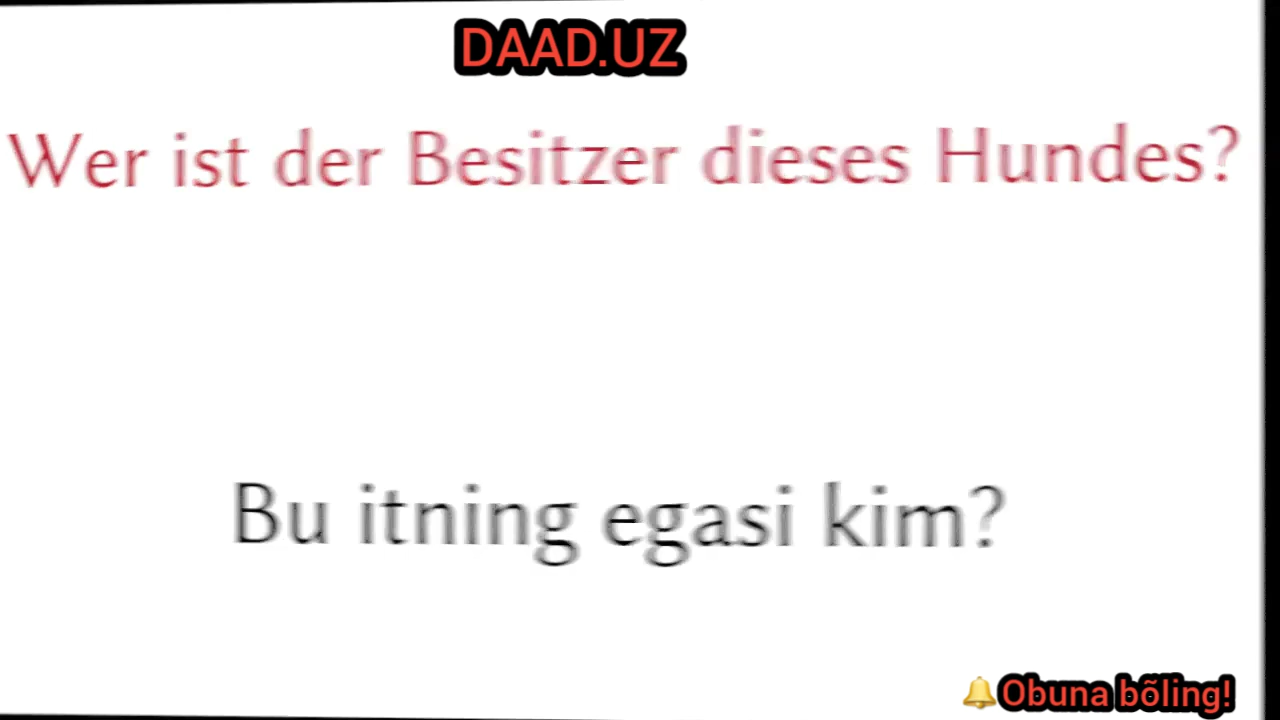 DAAD.UZ
Wer ist der Besitzer dieses Hundes?
Bu itning egasi kim?
🔔Obuna bõling!